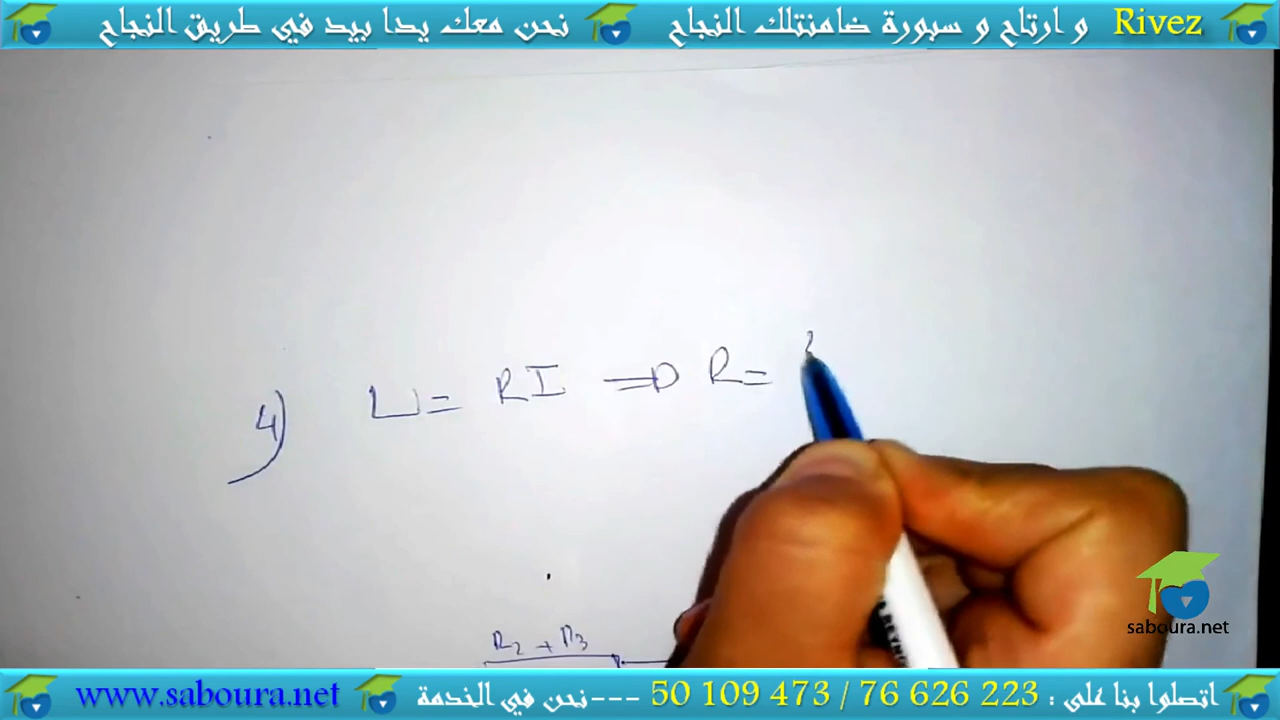 نحن معك يدا بيد في طريق النجاح و ارتاح و سبورة ضامنتلك النجاح Rivez
4) U = RI ⇒ R =
R2 + R3
saboura.net
www.saboura.net اتصلوا بنا على : 223 626 76 / 473 109 50 ---نحن في الخدمة